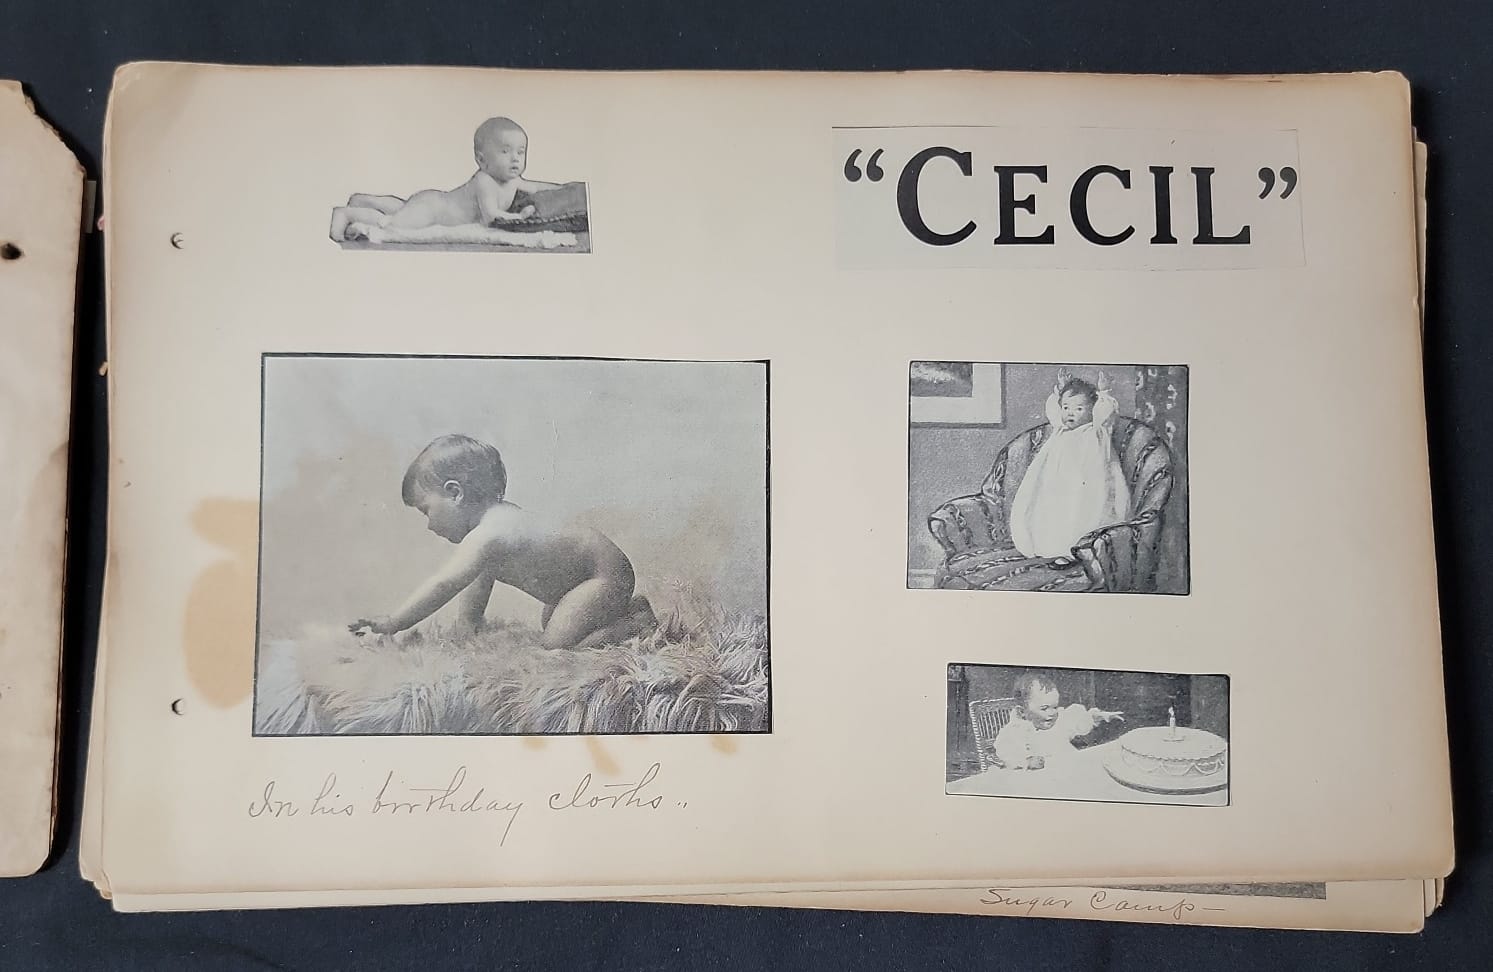 “CECIL”
In his birthday cloths..
Sugar Camp—